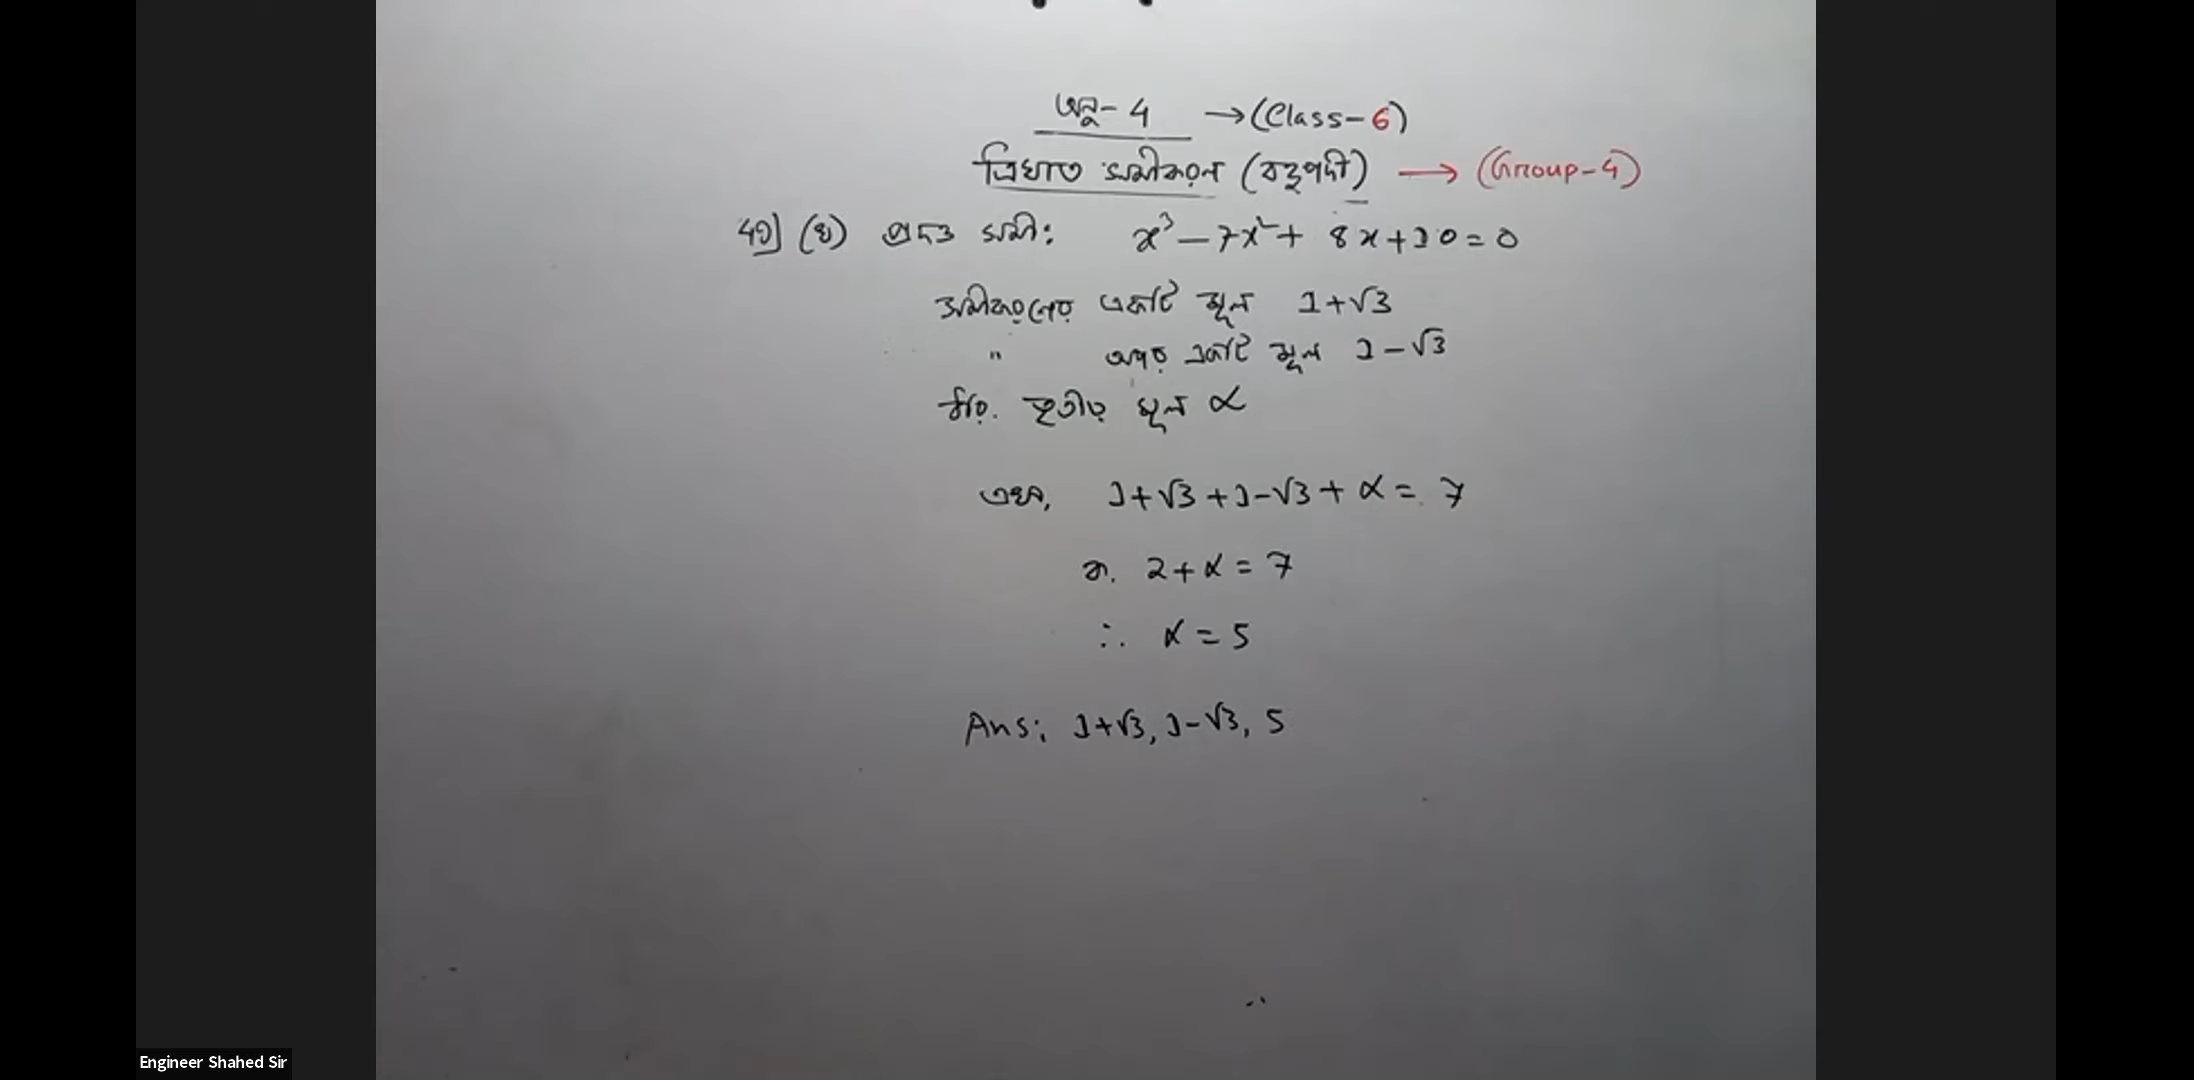 অনু-4 →(Class-6)
ত্রিঘাত সমীকরণ (বহুপদী) → (Group-4)
(ঘ) প্রদত্ত সমী: x³-7x²+ 8x+10=0
সমীকরণের একটি মূল 1+√3
" অপর একটি মূল 1-√3
ধরি. তৃতীয় মূল α
এখন, 1+√3+1-√3+ α = 7
বা. 2+α = 7
∴ α = 5
Ans: 1+√3, 1-√3, 5
Engineer Shahed Sir